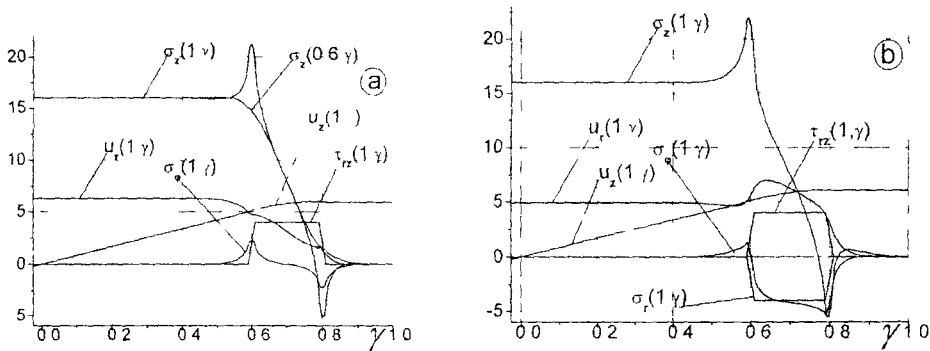 20
15
10
5
0
5
σz(1 γ)
σz(0 6 γ)
ⓐ
uz(1 )
τrz(1 γ)
ur(1 γ)
σφ(1 γ)
0 0 0 2 0 4 0 6 0 8 γ 1 0
20
15
10
5
0
-5
σz(1 γ)
ⓑ
ur(1 γ)
uz(1 γ)
σφ(1 γ)
τrz(1,γ)
σr(1 γ)
0 0 0 2 0 4 0 6 0 8 γ 1 0